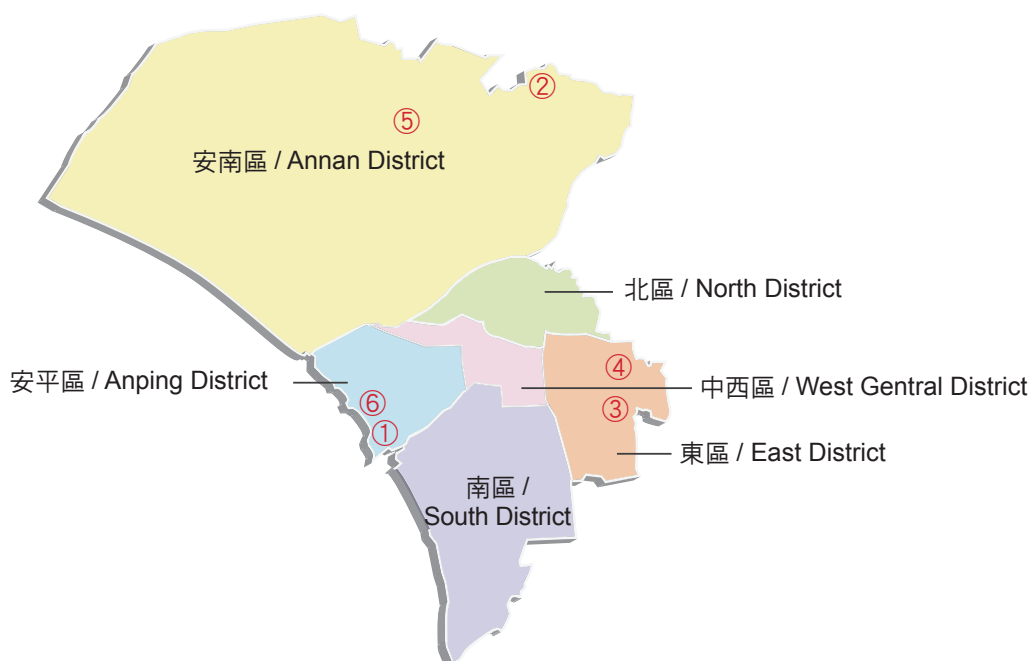 ②
⑤
安南區 / Annan District
北區 / North District
④
安平區 / Anping District
中西區 / West Gentral District
⑥
③
①
東區 / East District
南區 /
South District